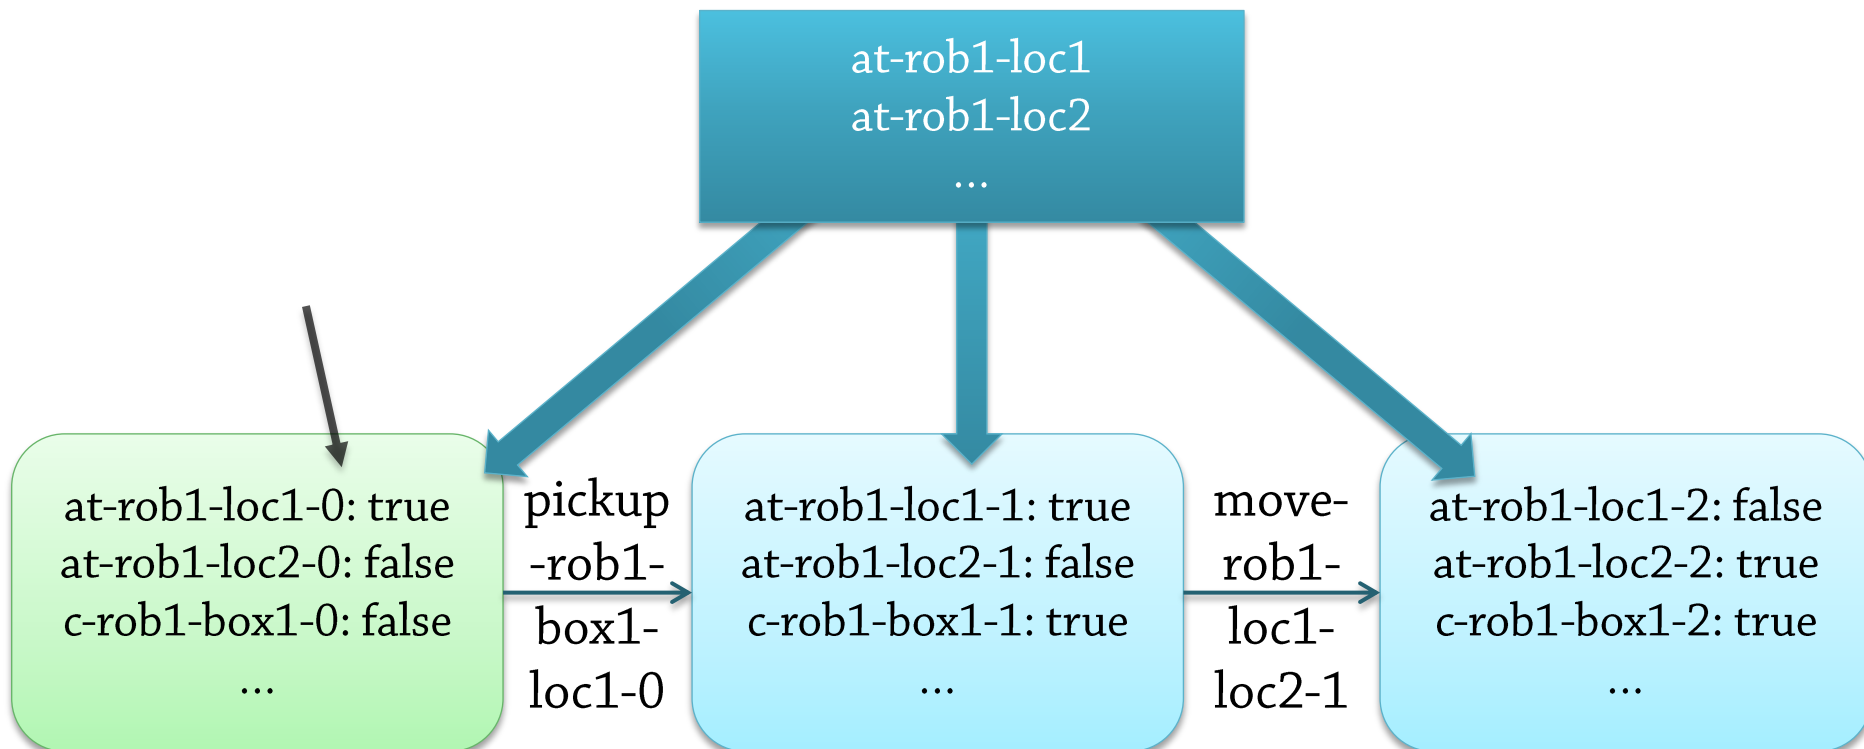 at-rob1-loc1
at-rob1-loc2
...
at-rob1-loc1-0: true
at-rob1-loc2-0: false
c-rob1-box1-0: false
...
pickup
-rob1-
box1-
loc1-0
at-rob1-loc1-1: true
at-rob1-loc2-1: false
c-rob1-box1-1: true
...
move-
rob1-
loc1-
loc2-1
at-rob1-loc1-2: false
at-rob1-loc2-2: true
c-rob1-box1-2: true
...